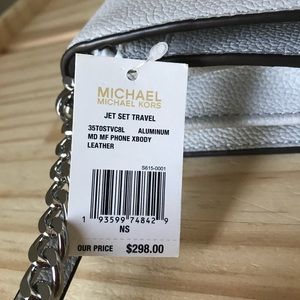 MICHAEL
MICHAEL KORS
JET SET TRAVEL
35T0STVC8L ALUMINUM
MD MF PHONE XBODY
LEATHER
S615-0001
1 93599 74842 9
NS
OUR PRICE $298.00